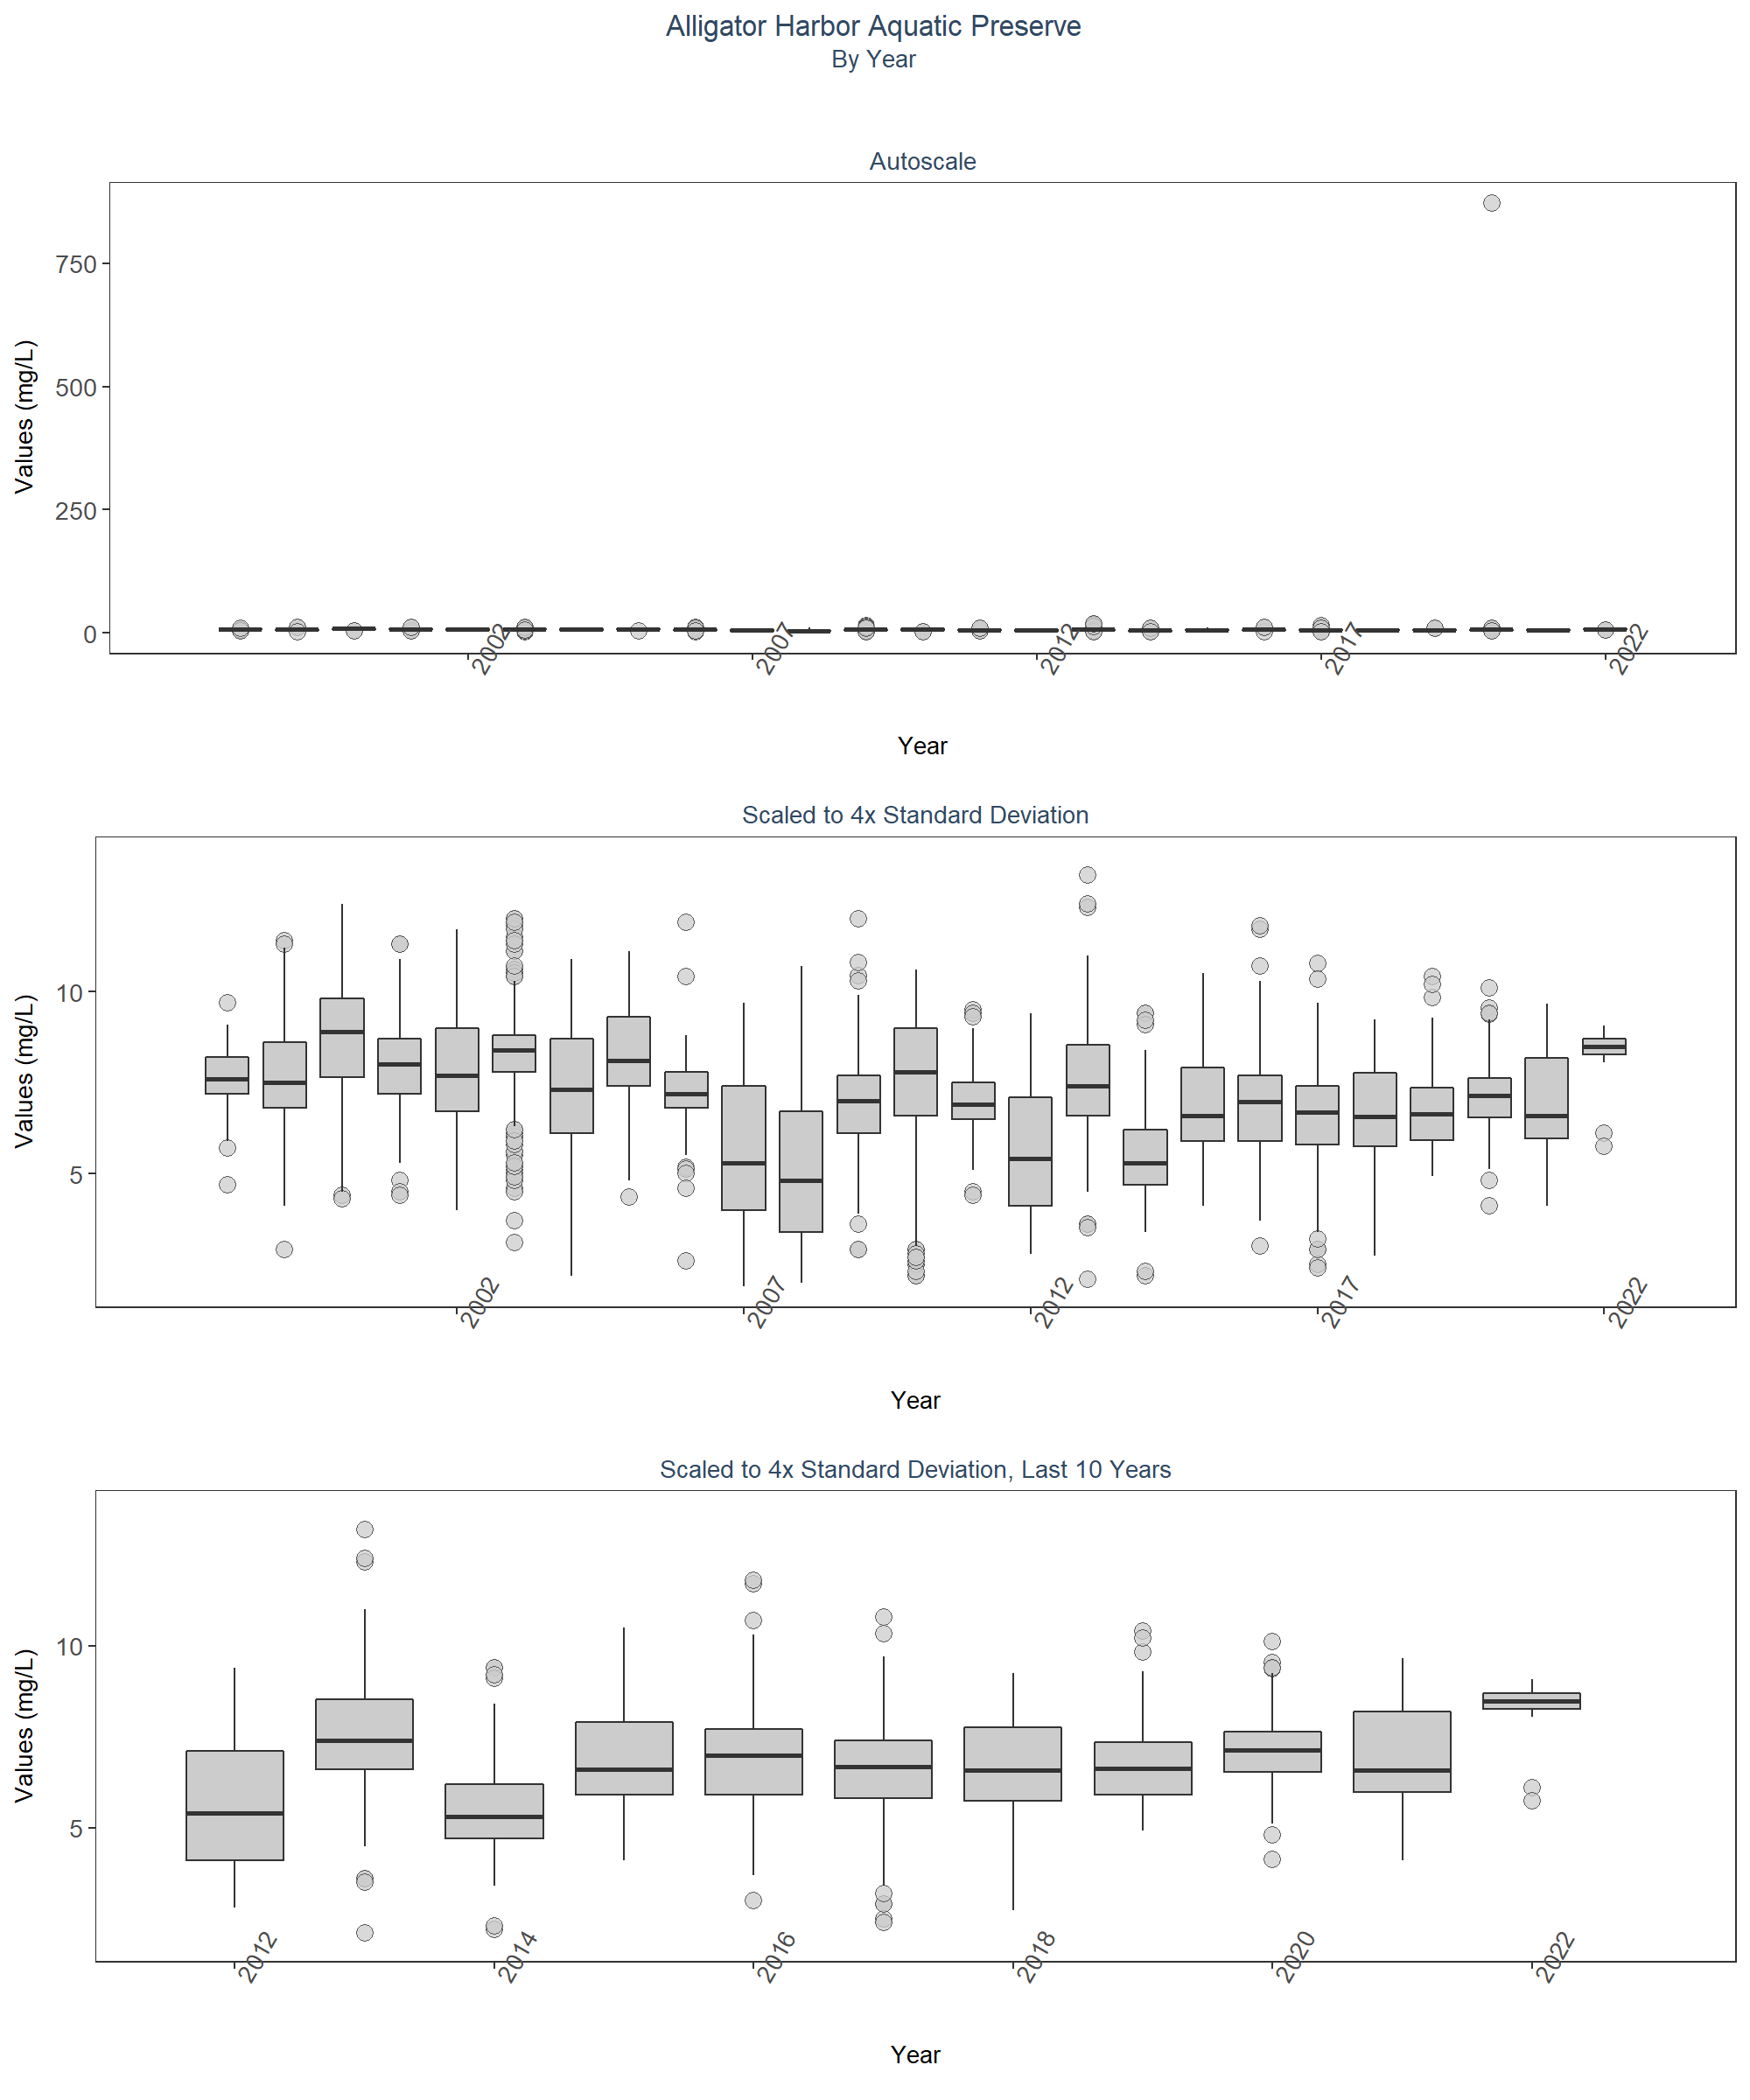 Alligator Harbor Aquatic Preserve
By Year
Autoscale
Values (mg/L)
750
500
250
0
2002
2007
2012
2017
2022
Year
Scaled to 4x Standard Deviation
Values (mg/L)
10
5
2002
2007
2012
2017
2022
Year
Scaled to 4x Standard Deviation, Last 10 Years
Values (mg/L)
10
5
2012
2014
2016
2018
2020
2022
Year